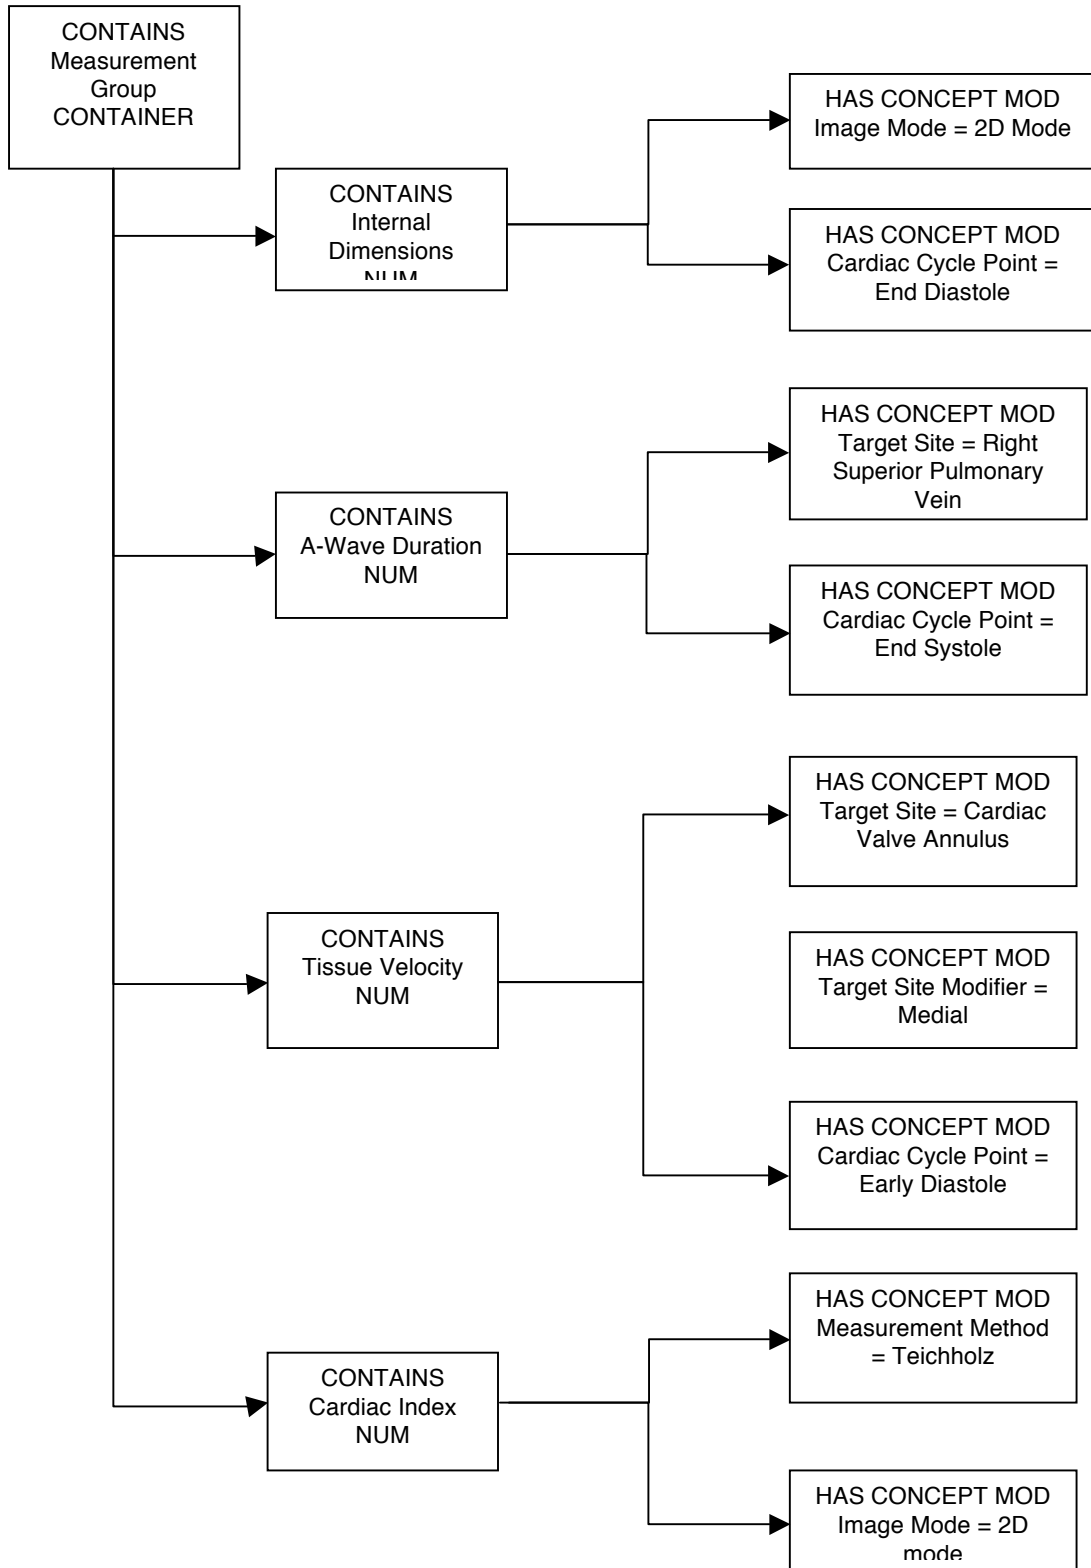 CONTAINS
Measurement
Group
CONTAINER
HAS CONCEPT MOD
Image Mode = 2D Mode
CONTAINS
Internal
Dimensions
NUM
HAS CONCEPT MOD
Cardiac Cycle Point =
End Diastole
HAS CONCEPT MOD
Target Site = Right
Superior Pulmonary
Vein
CONTAINS
A-Wave Duration
NUM
HAS CONCEPT MOD
Cardiac Cycle Point =
End Systole
HAS CONCEPT MOD
Target Site = Cardiac
Valve Annulus
CONTAINS
Tissue Velocity
NUM
HAS CONCEPT MOD
Target Site Modifier =
Medial
HAS CONCEPT MOD
Cardiac Cycle Point =
Early Diastole
HAS CONCEPT MOD
Measurement Method
= Teichholz
CONTAINS
Cardiac Index
NUM
HAS CONCEPT MOD
Image Mode = 2D
mode